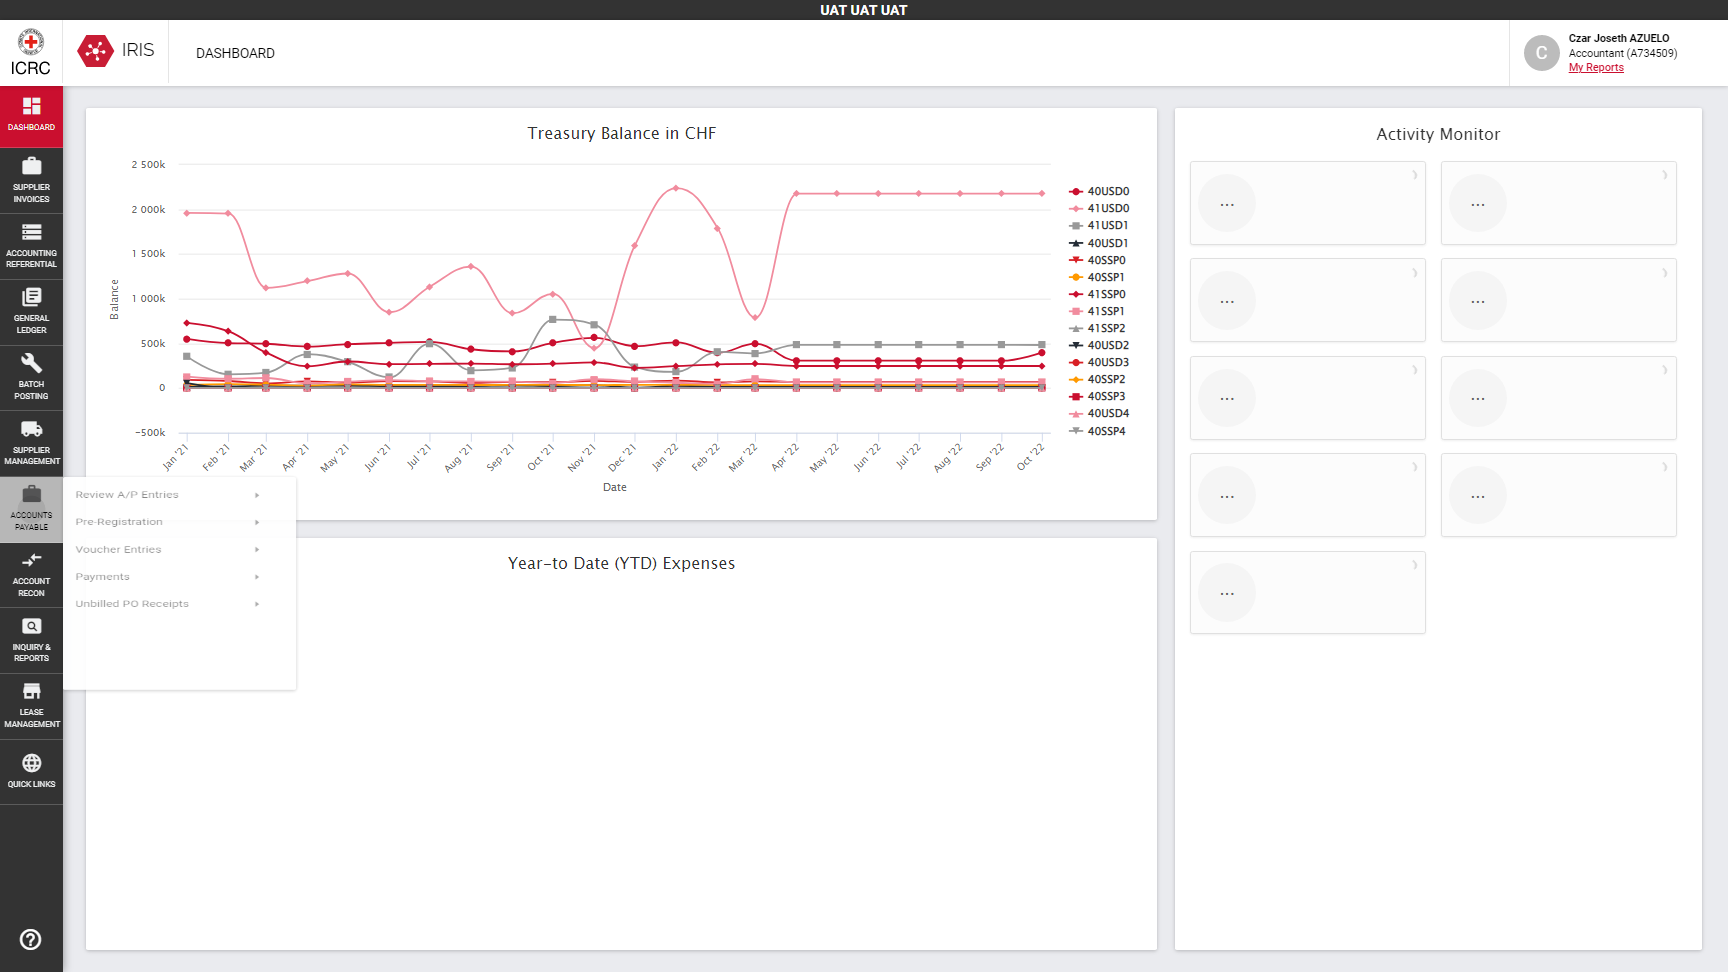 UAT UAT UAT
ICRC
IRIS
DASHBOARD
Czar Joseth AZUELO
Accountant (A734509)
My Reports
C
DASHBOARD
SUPPLIER
INVOICES
ACCOUNTING
REFERENTIAL
GENERAL
LEDGER
BATCH
POSTING
SUPPLIER
MANAGEMENT
ACCOUNTS
PAYABLE
ACCOUNT
RECON
INQUIRY &
REPORTS
LEASE
MANAGEMENT
QUICK LINKS
Review A/P Entries
Pre-Registration
Voucher Entries
Payments
Unbilled PO Receipts
Treasury Balance in CHF
Balance
2 500k
2 000k
1 500k
1 000k
500k
0
-500k
Jan '21
Feb '21
Mar '21
Apr '21
May '21
Jun '21
Jul '21
Aug '21
Sep '21
Oct '21
Nov '21
Dec '21
Jan '22
Feb '22
Mar '22
Apr '22
May '22
Jun '22
Jul '22
Aug '22
Sep '22
Oct '22
Date
40USD0
41USD0
41USD1
40USD1
40SSP0
40SSP1
41SSP0
41SSP1
41SSP2
40USD2
40USD3
40SSP2
40SSP3
40USD4
40SSP4
Year-to Date (YTD) Expenses
Activity Monitor
...
...
...
...
...
...
...
...
...